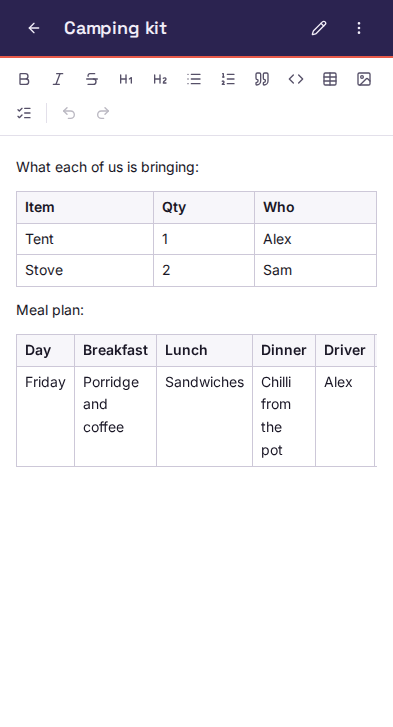 Camping kit
B I S H1 H2
What each of us is bringing:
Item Qty Who
Tent 1 Alex
Stove 2 Sam
Meal plan:
Day Breakfast Lunch Dinner Driver
Friday Porridge and coffee Sandwiches Chilli from the pot Alex